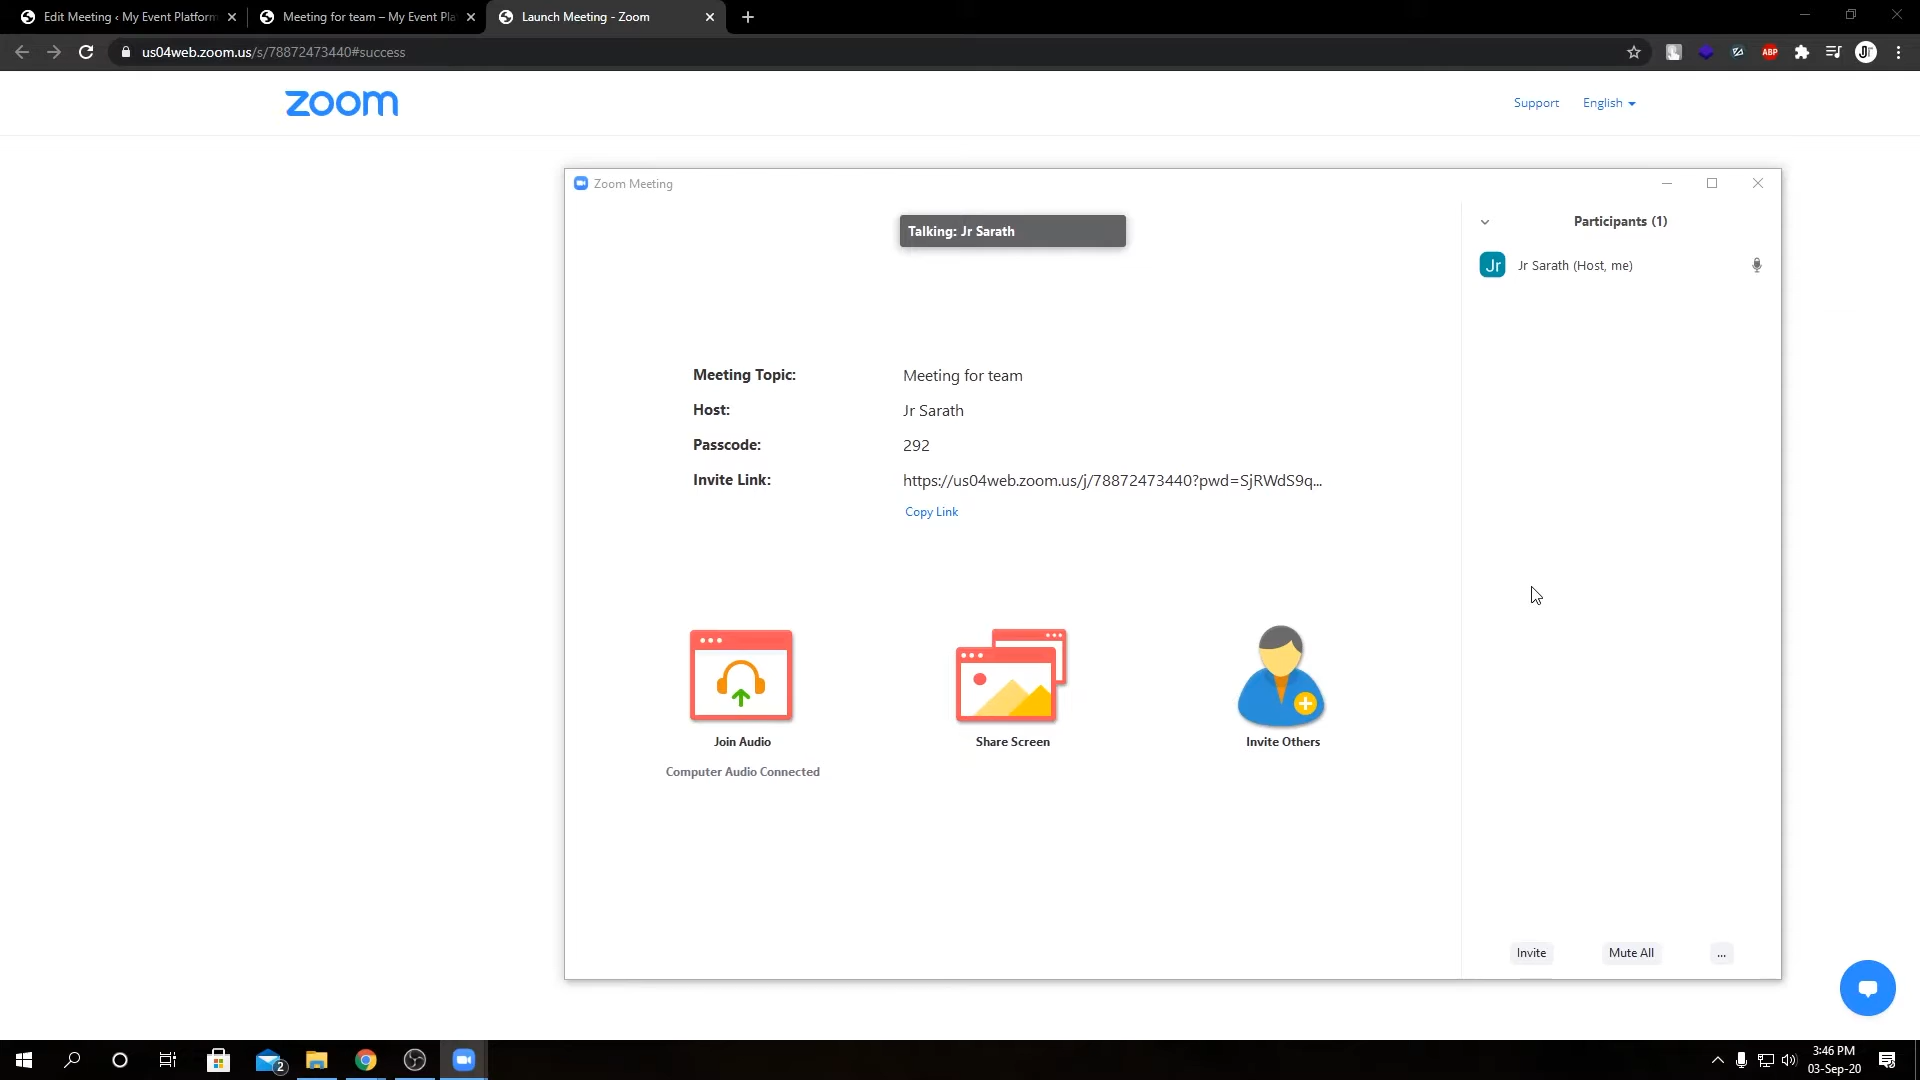 Edit Meeting ‹ My Event Platform
Meeting for team – My Event Pla
Launch Meeting - Zoom
us04web.zoom.us/s/78872473440#success
ABP
Jr
zoom
Support
English
Zoom Meeting
Talking: Jr Sarath
Participants (1)
Jr
Jr Sarath (Host, me)
Meeting Topic:
Meeting for team
Host:
Jr Sarath
Passcode:
292
Invite Link:
https://us04web.zoom.us/j/78872473440?pwd=SjRWdS9q...
Copy Link
Join Audio
Share Screen
Invite Others
Computer Audio Connected
Invite
Mute All
...
2
3:46 PM
03-Sep-20